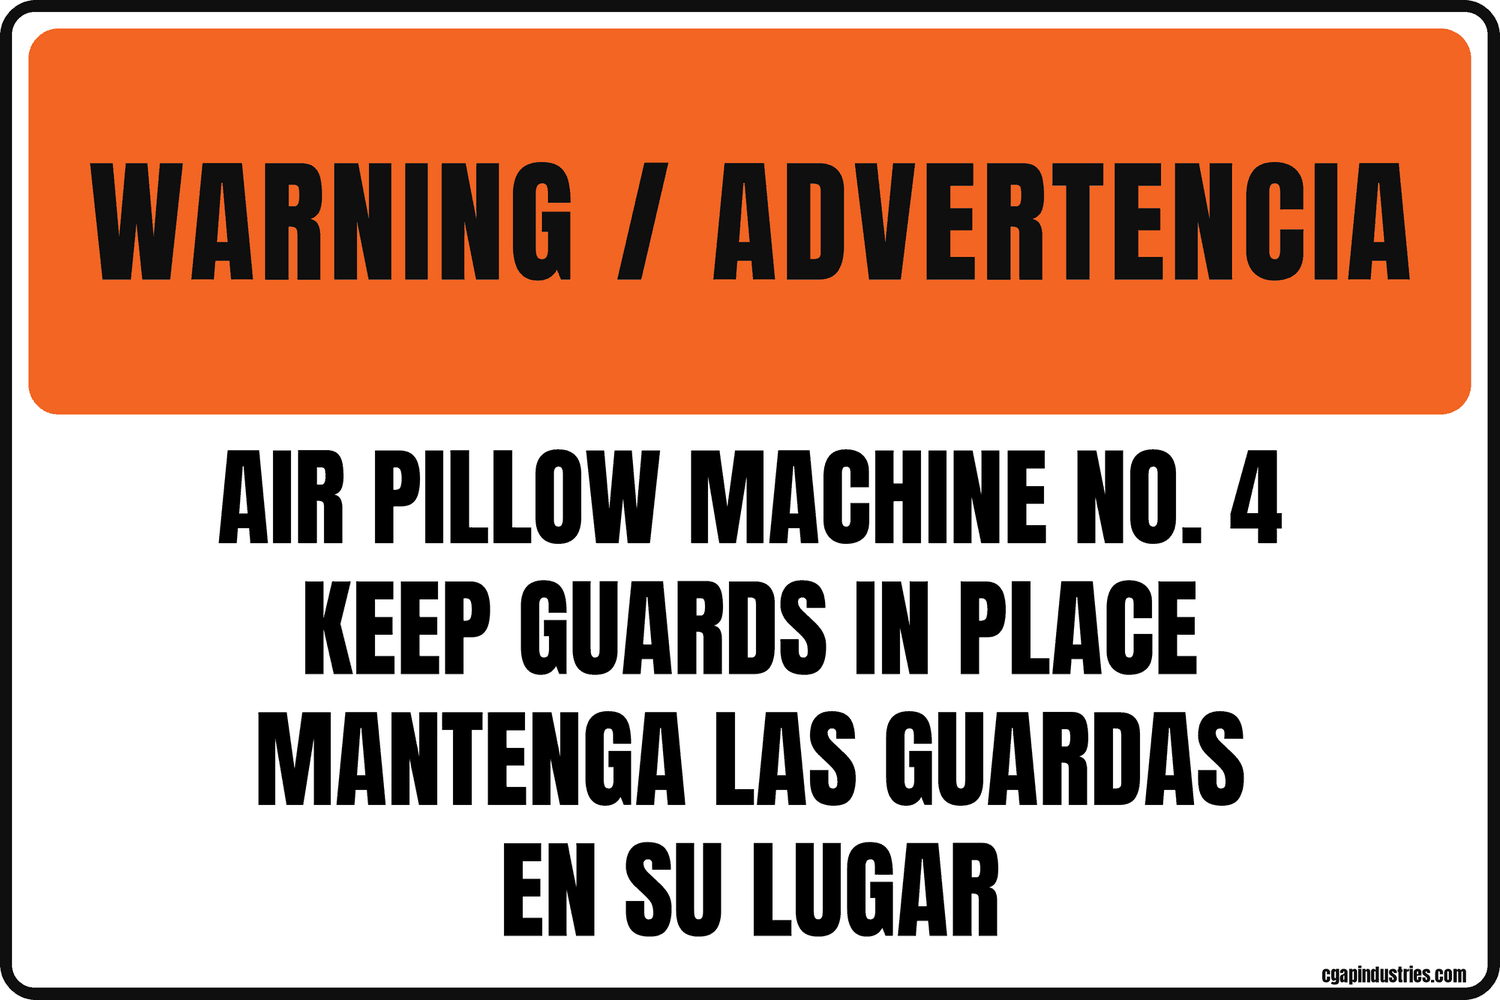 WARNING / ADVERTENCIA
AIR PILLOW MACHINE NO. 4
KEEP GUARDS IN PLACE
MANTENGA LAS GUARDAS
EN SU LUGAR
cgapindustries.com